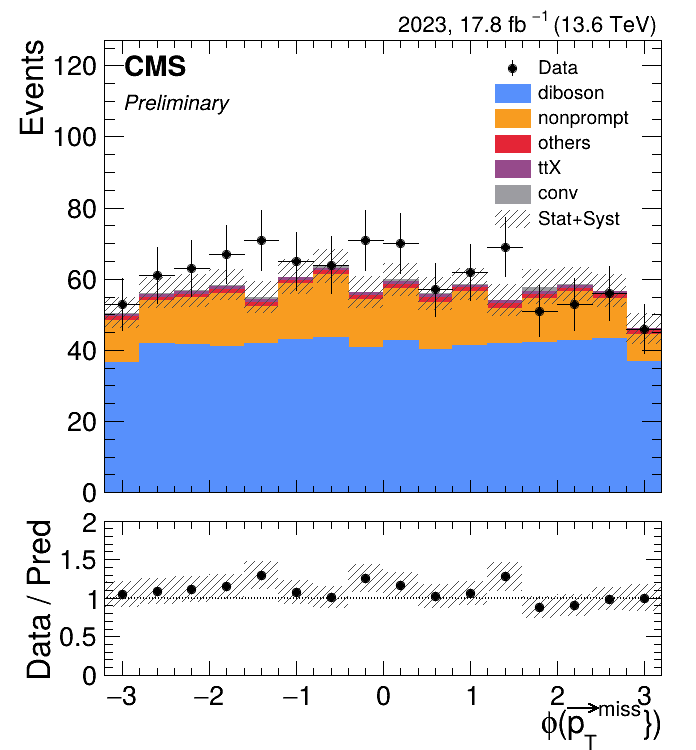 2023, 17.8 fb⁻¹ (13.6 TeV)
Events
CMS
Preliminary
Data
diboson
nonprompt
others
ttX
conv
Stat+Syst
120
100
80
60
40
20
0
Data / Pred
2
1.5
1
0.5
0
−3 −2 −1 0 1 2 3
ϕ(p⃗_T^miss})